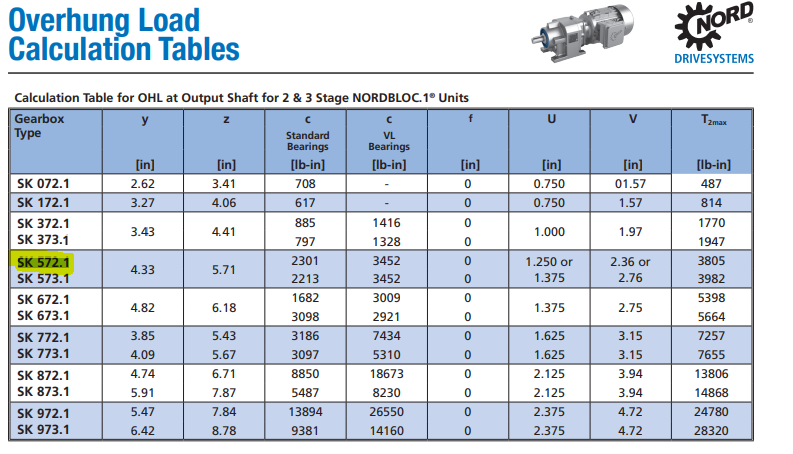 Overhung Load
Calculation Tables
NORD®
DRIVESYSTEMS
Calculation Table for OHL at Output Shaft for 2 & 3 Stage NORDBLOC.1® Units
Gearbox Type y [in] z [in] c Standard Bearings [lb-in] c VL Bearings [lb-in] f [in] U [in] V [in] T2max [lb-in]
SK 072.1 2.62 3.41 708 - 0 0.750 01.57 487
SK 172.1 3.27 4.06 617 - 0 0.750 1.57 814
SK 372.1 3.43 4.41 885 1416 0 1.000 1.97 1770
SK 373.1 797 1328 0 1947
SK 572.1 4.33 5.71 2301 3452 0 1.250 or 2.36 or 3805
SK 573.1 2213 3452 0 1.375 2.76 3982
SK 672.1 4.82 6.18 1682 3009 0 1.375 2.75 5398
SK 673.1 3098 2921 0 5664
SK 772.1 3.85 5.43 3186 7434 0 1.625 3.15 7257
SK 773.1 4.09 5.67 3097 5310 0 1.625 3.15 7655
SK 872.1 4.74 6.71 8850 18673 0 2.125 3.94 13806
SK 873.1 5.91 7.87 5487 8230 0 2.125 3.94 14868
SK 972.1 5.47 7.84 13894 26550 0 2.375 4.72 24780
SK 973.1 6.42 8.78 9381 14160 0 2.375 4.72 28320